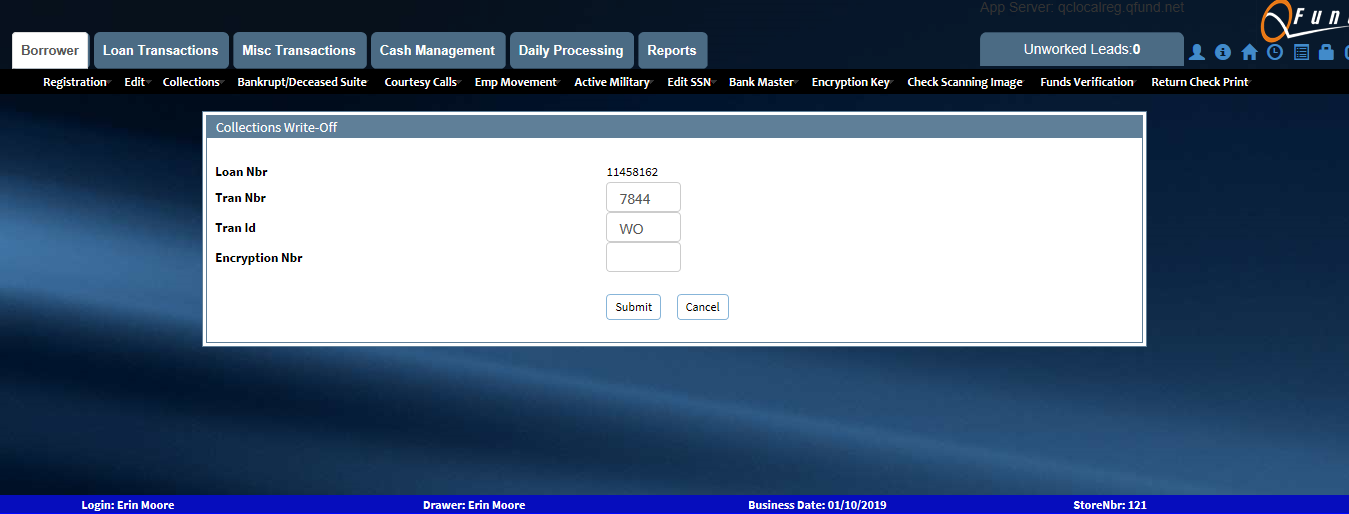 App Server: qclocalreg.qfund.net
Borrower Loan Transactions Misc Transactions Cash Management Daily Processing Reports Unworked Leads:0
Registration Edit Collections Bankrupt/Deceased Suite Courtesy Calls Emp Movement Active Military Edit SSN Bank Master Encryption Key Check Scanning Image Funds Verification Return Check Print
Collections Write-Off
Loan Nbr 11458162
Tran Nbr 7844
Tran Id WO
Encryption Nbr
Submit Cancel
Login: Erin Moore Drawer: Erin Moore Business Date: 01/10/2019 StoreNbr: 121